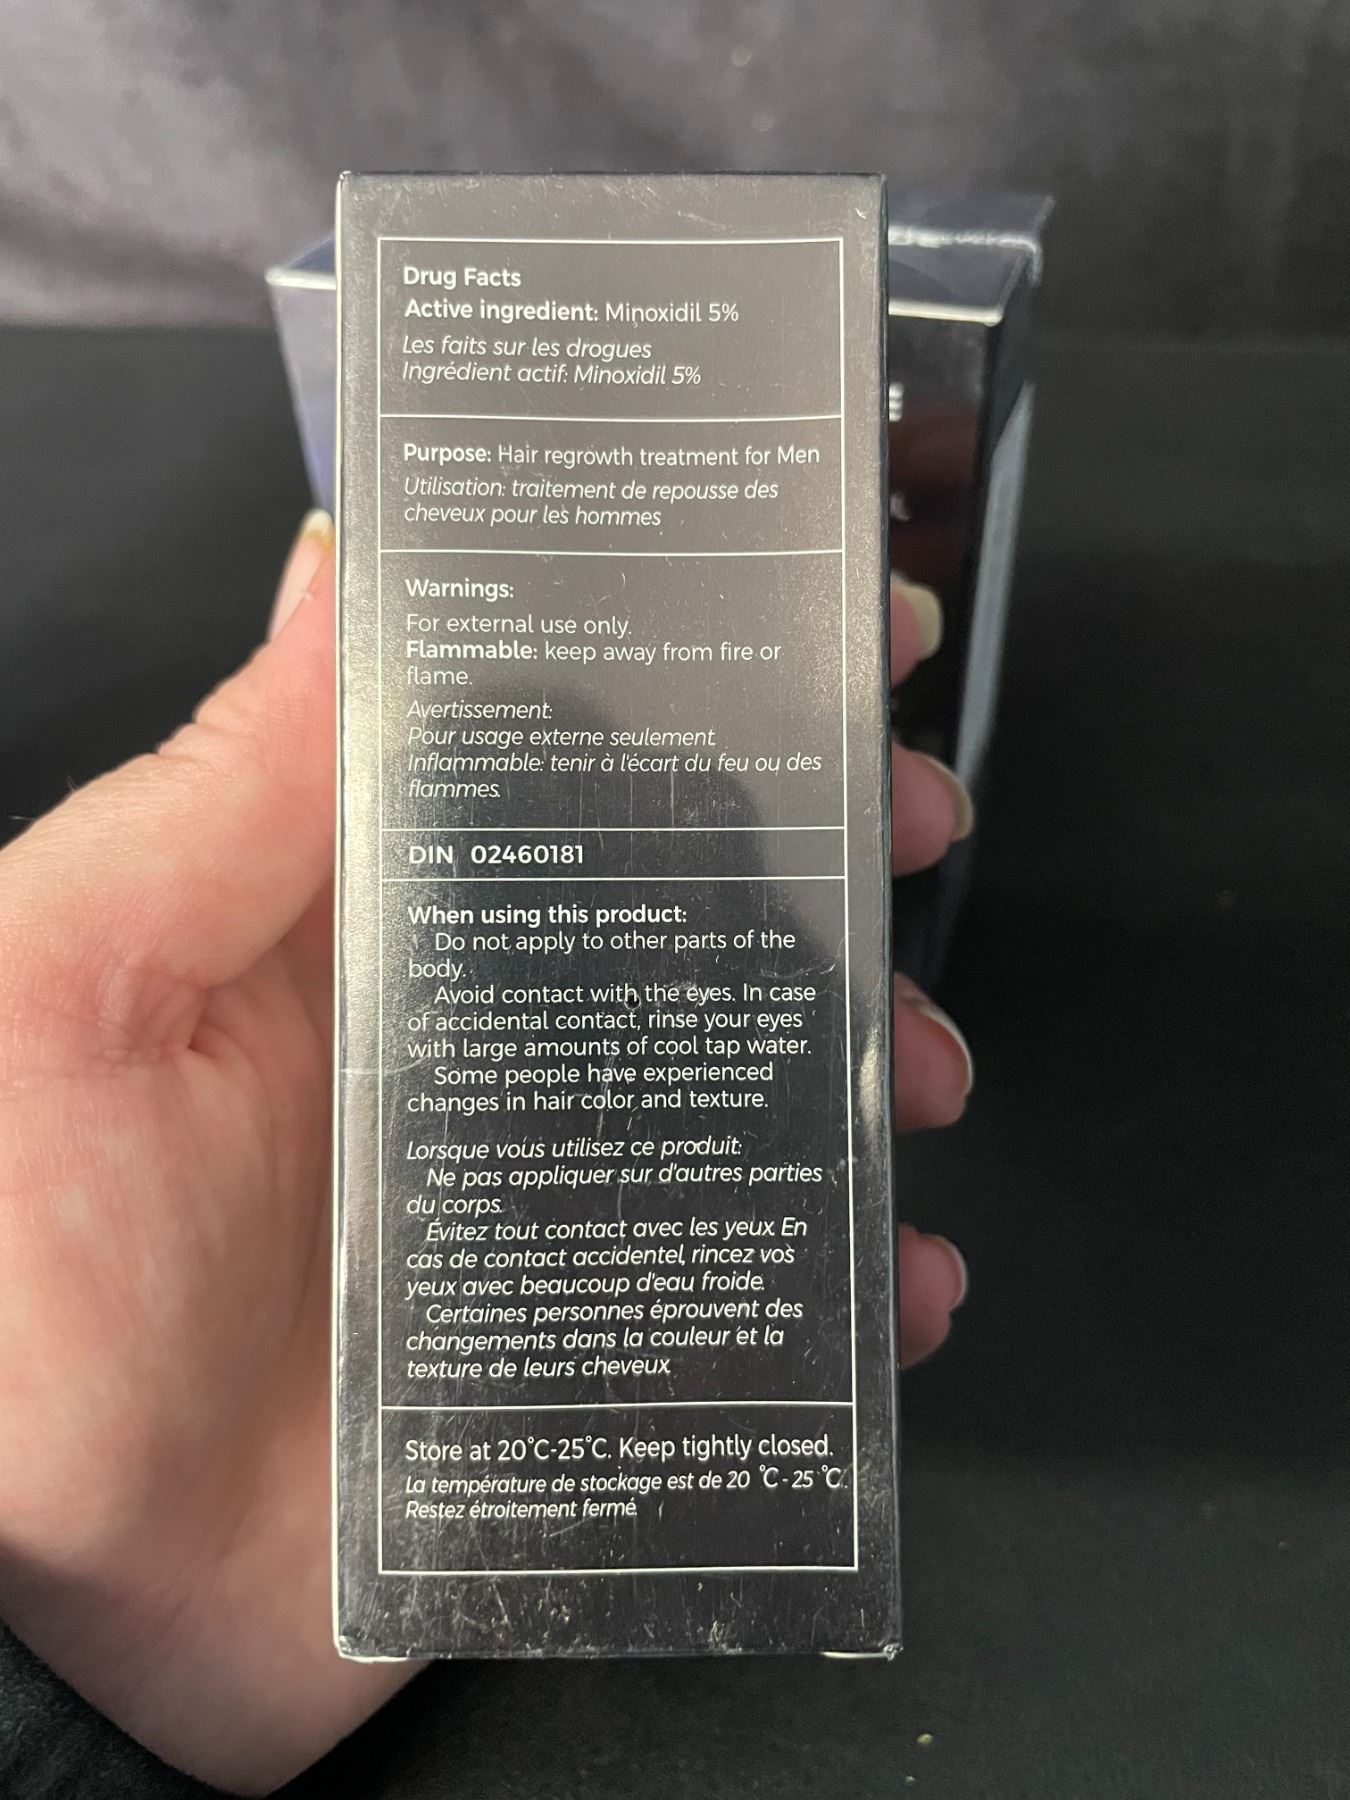 Drug Facts
Active ingredient: Minoxidil 5%
Les faits sur les drogues
Ingrédient actif: Minoxidil 5%
Purpose: Hair regrowth treatment for Men
Utilisation: traitement de repousse des
cheveux pour les hommes
Warnings:
For external use only.
Flammable: keep away from fire or
flame.
Avertissement:
Pour usage externe seulement
Inflammable: tenir à l'écart du feu ou des
flammes.
DIN 02460181
When using this product:
Do not apply to other parts of the
body.
Avoid contact with the eyes. In case
of accidental contact, rinse your eyes
with large amounts of cool tap water.
Some people have experienced
changes in hair color and texture.
Lorsque vous utilisez ce produit:
Ne pas appliquer sur d'autres parties
du corps.
Évitez tout contact avec les yeux. En
cas de contact accidentel, rincez vos
yeux avec beaucoup d'eau froide.
Certaines personnes éprouvent des
changements dans la couleur et la
texture de leurs cheveux.
Store at 20°C-25°C. Keep tightly closed.
La température de stockage est de 20 °C - 25 °C.
Restez étroitement fermé.